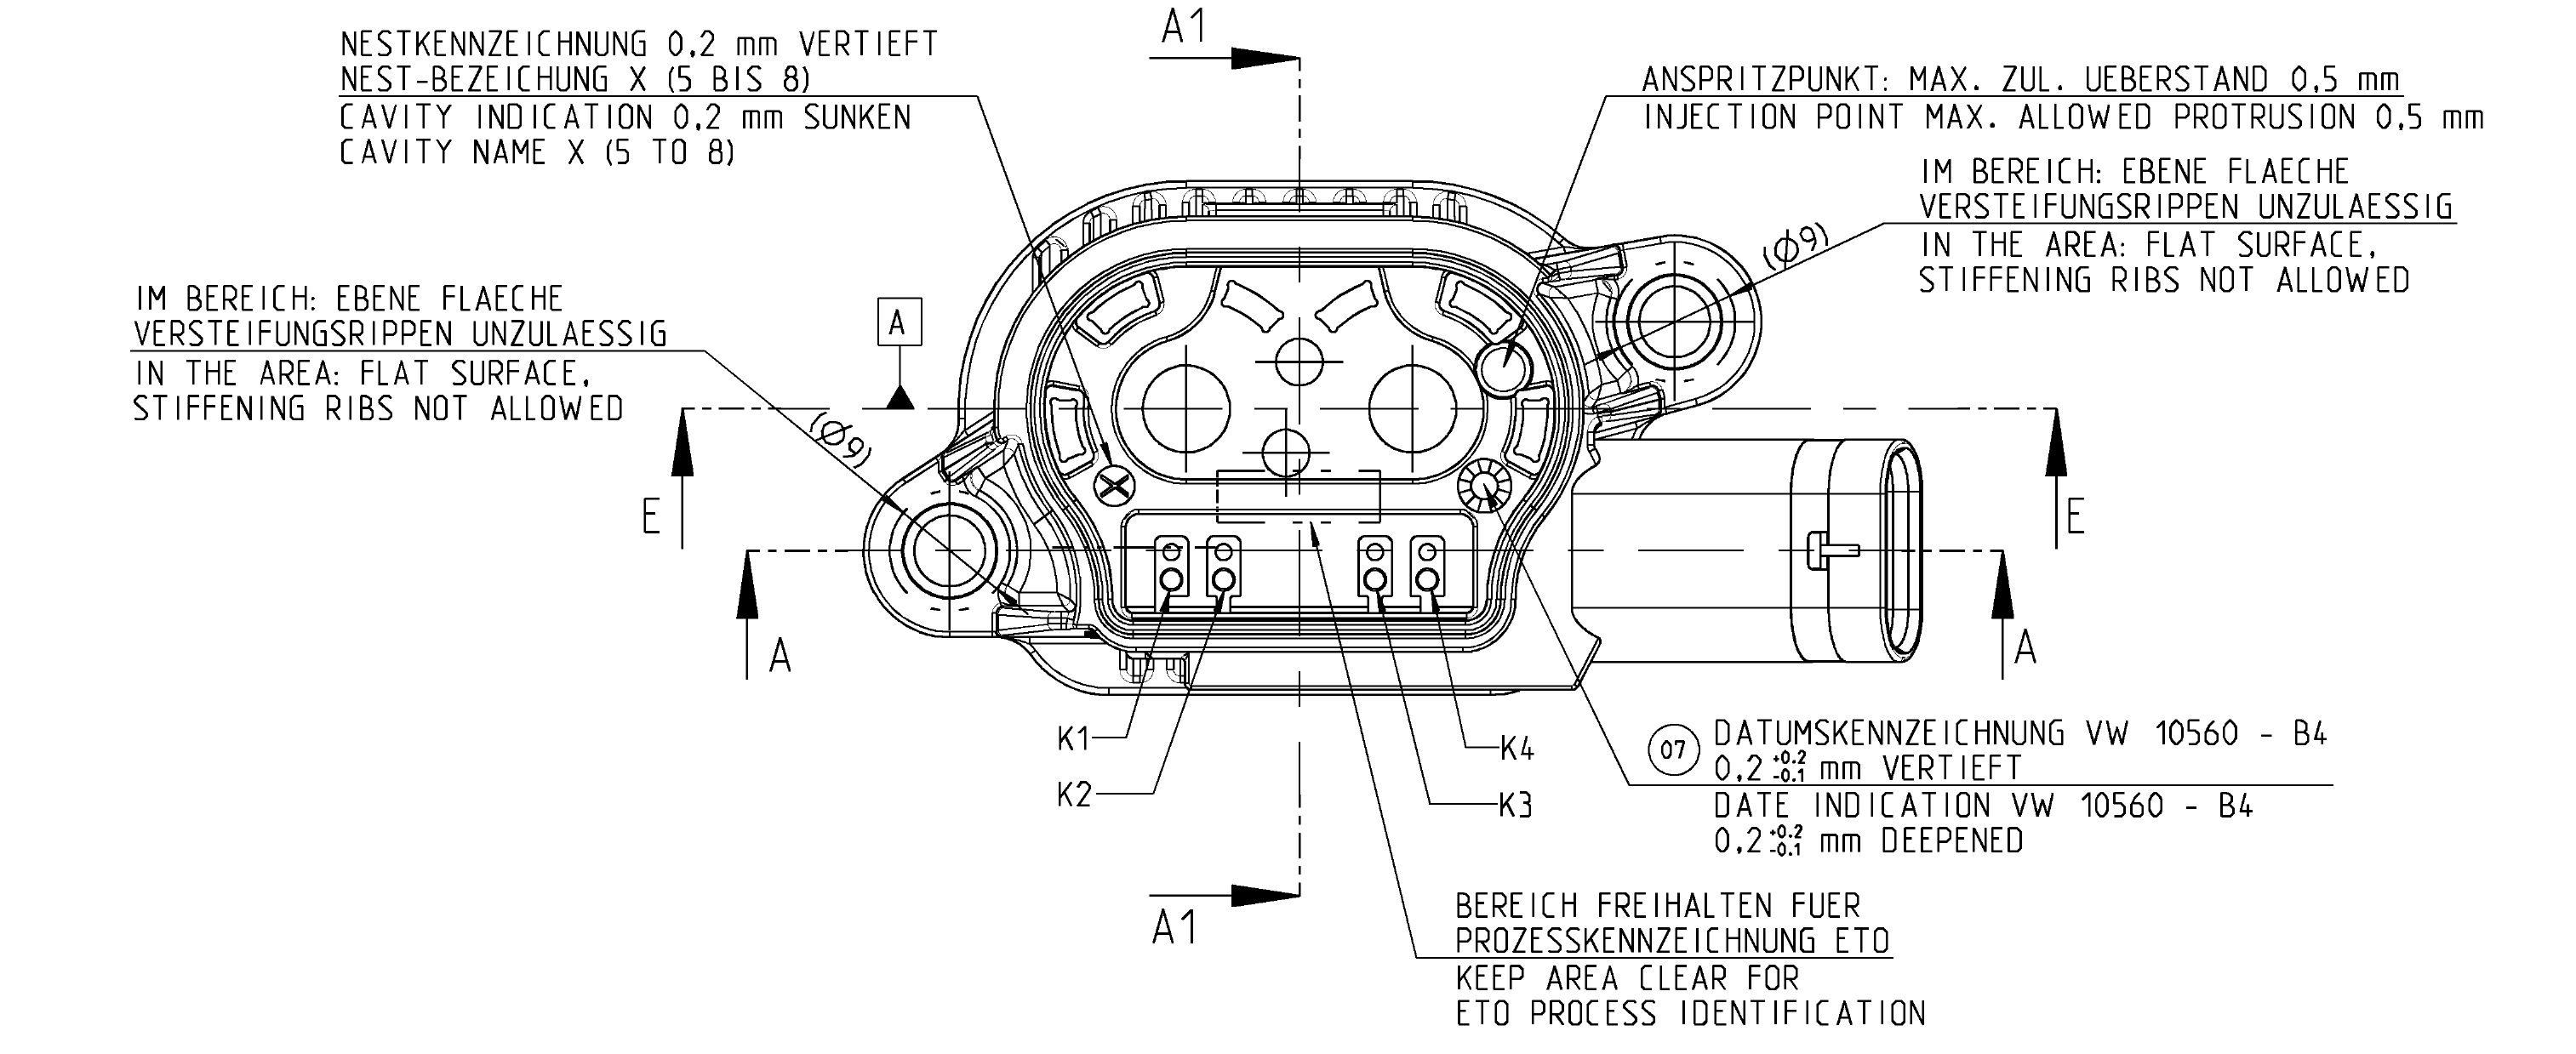 A1
NESTKENNZEICHNUNG 0,2 mm VERTIEFT
NEST-BEZEICHUNG X (5 BIS 8)
CAVITY INDICATION 0,2 mm SUNKEN
CAVITY NAME X (5 TO 8)
ANSPRITZPUNKT: MAX. ZUL. UEBERSTAND 0,5 mm
INJECTION POINT MAX. ALLOWED PROTRUSION 0,5 mm
IM BEREICH: EBENE FLAECHE
VERSTEIFUNGSRIPPEN UNZULAESSIG
IN THE AREA: FLAT SURFACE,
STIFFENING RIBS NOT ALLOWED
(Ø9)
IM BEREICH: EBENE FLAECHE
VERSTEIFUNGSRIPPEN UNZULAESSIG
IN THE AREA: FLAT SURFACE,
STIFFENING RIBS NOT ALLOWED
(Ø9)
A
X
E
E
A
A
K1
K2
K4
K3
07
DATUMSKENNZEICHNUNG VW 10560 - B4
0,2 +0.2 -0.1 mm VERTIEFT
DATE INDICATION VW 10560 - B4
0,2 +0.2 -0.1 mm DEEPENED
A1
BEREICH FREIHALTEN FUER
PROZESSKENNZEICHNUNG ETO
KEEP AREA CLEAR FOR
ETO PROCESS IDENTIFICATION